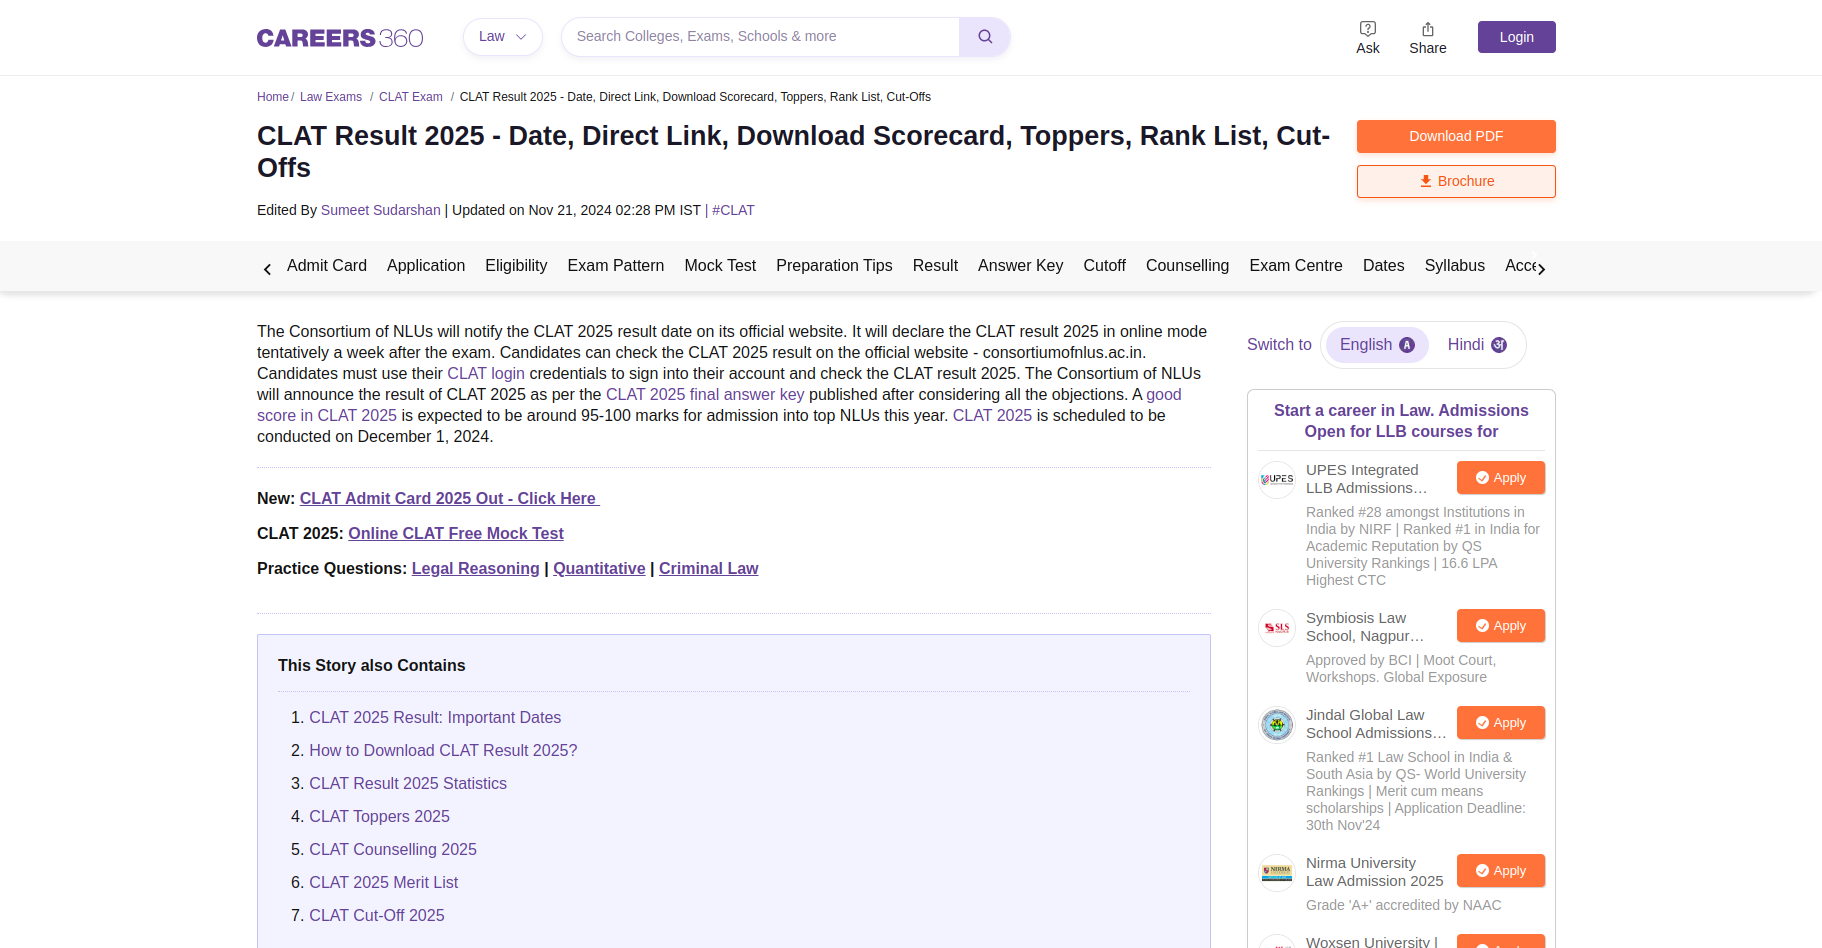 CAREERS360
Law
Search Colleges, Exams, Schools & more
Ask
Share
Login
Home / Law Exams / CLAT Exam / CLAT Result 2025 - Date, Direct Link, Download Scorecard, Toppers, Rank List, Cut-Offs
CLAT Result 2025 - Date, Direct Link, Download Scorecard, Toppers, Rank List, Cut-
Offs
Download PDF
Brochure
Edited By Sumeet Sudarshan | Updated on Nov 21, 2024 02:28 PM IST | #CLAT
Admit Card Application Eligibility Exam Pattern Mock Test Preparation Tips Result Answer Key Cutoff Counselling Exam Centre Dates Syllabus Acce
The Consortium of NLUs will notify the CLAT 2025 result date on its official website. It will declare the CLAT result 2025 in online mode
tentatively a week after the exam. Candidates can check the CLAT 2025 result on the official website - consortiumofnlus.ac.in.
Candidates must use their CLAT login credentials to sign into their account and check the CLAT result 2025. The Consortium of NLUs
will announce the result of CLAT 2025 as per the CLAT 2025 final answer key published after considering all the objections. A good
score in CLAT 2025 is expected to be around 95-100 marks for admission into top NLUs this year. CLAT 2025 is scheduled to be
conducted on December 1, 2024.
New: CLAT Admit Card 2025 Out - Click Here
CLAT 2025: Online CLAT Free Mock Test
Practice Questions: Legal Reasoning | Quantitative | Criminal Law
This Story also Contains
1. CLAT 2025 Result: Important Dates
2. How to Download CLAT Result 2025?
3. CLAT Result 2025 Statistics
4. CLAT Toppers 2025
5. CLAT Counselling 2025
6. CLAT 2025 Merit List
7. CLAT Cut-Off 2025
Switch to English A Hindi अ
Start a career in Law. Admissions
Open for LLB courses for
UPES
UPES Integrated
LLB Admissions…
Apply
Ranked #28 amongst Institutions in
India by NIRF | Ranked #1 in India for
Academic Reputation by QS
University Rankings | 16.6 LPA
Highest CTC
SLS
Symbiosis Law
School, Nagpur…
Apply
Approved by BCI | Moot Court,
Workshops. Global Exposure
Jindal Global Law
School Admissions…
Apply
Ranked #1 Law School in India &
South Asia by QS- World University
Rankings | Merit cum means
scholarships | Application Deadline:
30th Nov'24
NIRMA
Nirma University
Law Admission 2025
Apply
Grade 'A+' accredited by NAAC
Woxsen University |
Apply